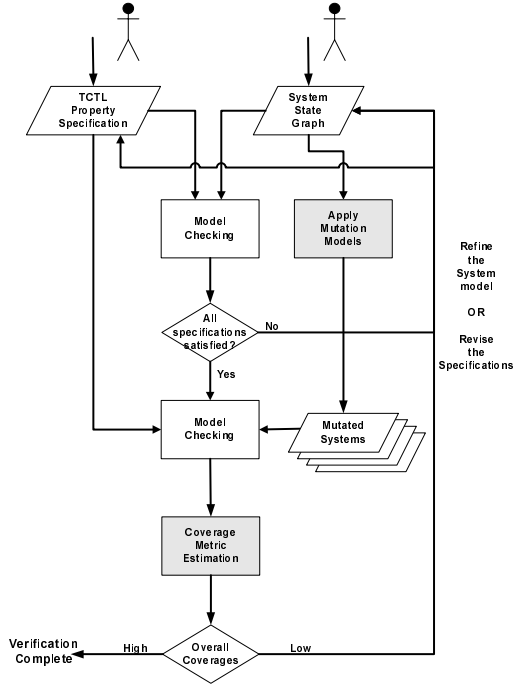 TCTL
Property
Specification
System
State
Graph
Model
Checking
Apply
Mutation
Models
Refine
the
System
model
OR
Revise
the
Specifications
All
specifications
satisfied?
No
Yes
Model
Checking
Mutated
Systems
Coverage
Metric
Estimation
Overall
Coverages
High
Low
Verification
Complete